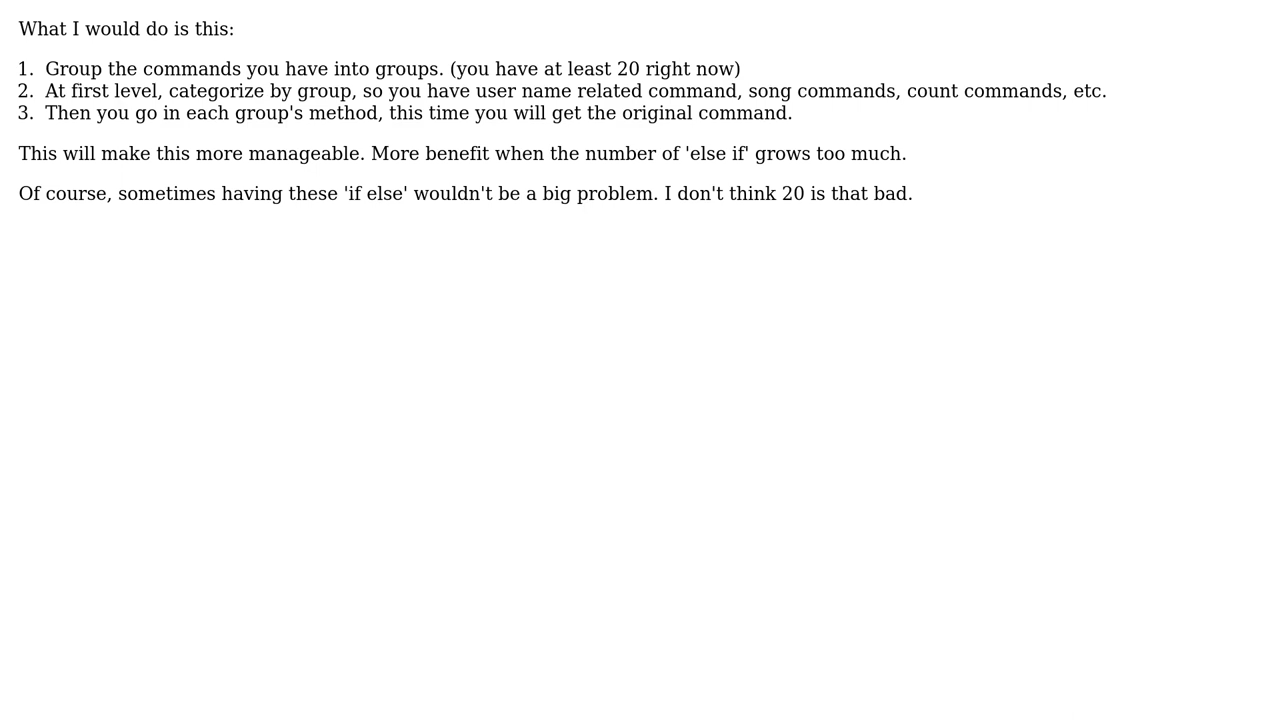 What I would do is this:
1. Group the commands you have into groups. (you have at least 20 right now)
2. At first level, categorize by group, so you have user name related command, song commands, count commands, etc.
3. Then you go in each group's method, this time you will get the original command.
This will make this more manageable. More benefit when the number of 'else if' grows too much.
Of course, sometimes having these 'if else' wouldn't be a big problem. I don't think 20 is that bad.